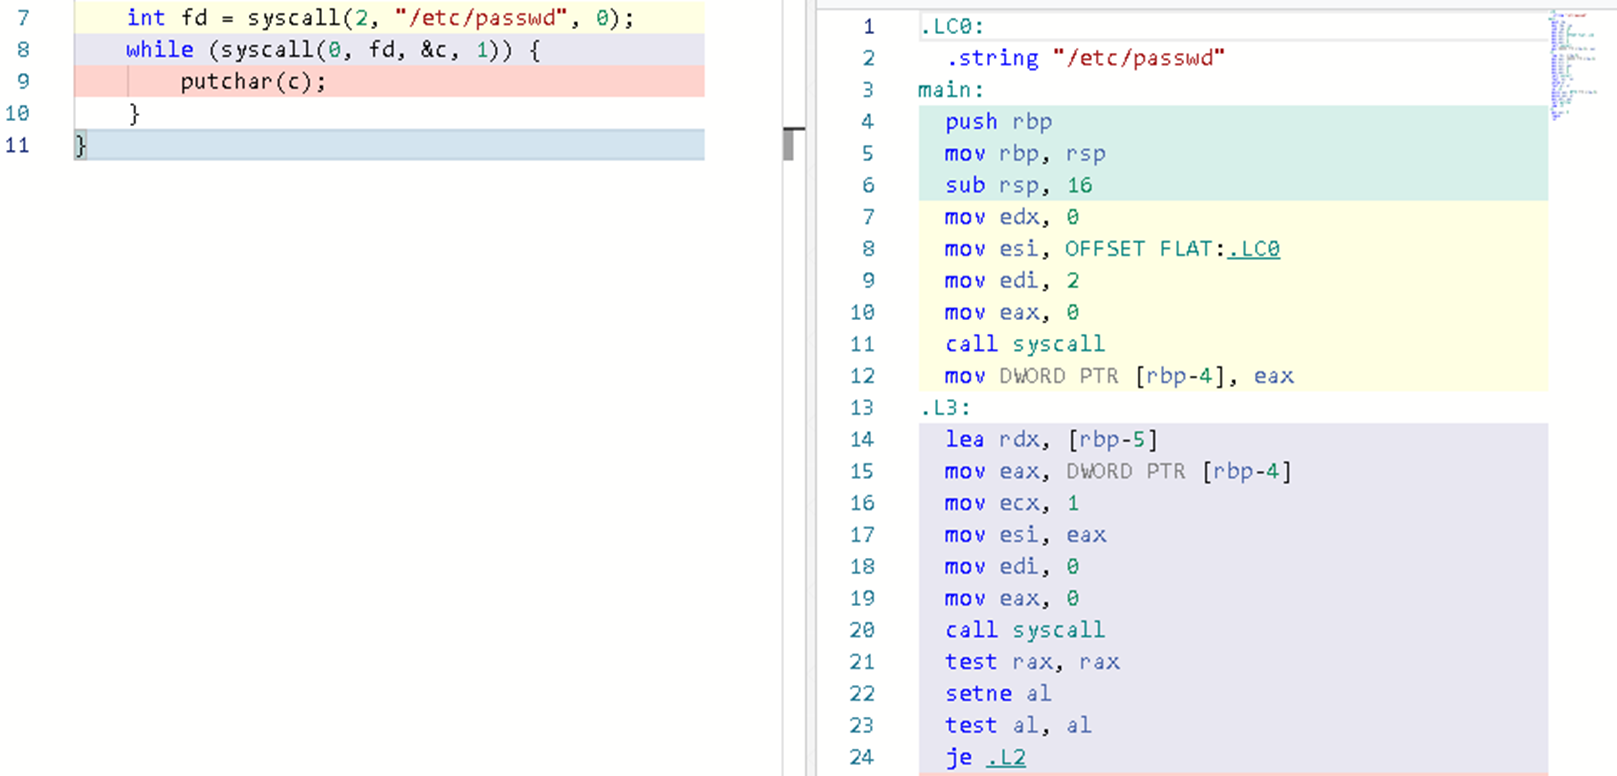 7 int fd = syscall(2, "/etc/passwd", 0);
8 while (syscall(0, fd, &c, 1)) {
9 putchar(c);
10 }
11 }
1 .LC0:
2 .string "/etc/passwd"
3 main:
4 push rbp
5 mov rbp, rsp
6 sub rsp, 16
7 mov edx, 0
8 mov esi, OFFSET FLAT:.LC0
9 mov edi, 2
10 mov eax, 0
11 call syscall
12 mov DWORD PTR [rbp-4], eax
13 .L3:
14 lea rdx, [rbp-5]
15 mov eax, DWORD PTR [rbp-4]
16 mov ecx, 1
17 mov esi, eax
18 mov edi, 0
19 mov eax, 0
20 call syscall
21 test rax, rax
22 setne al
23 test al, al
24 je .L2